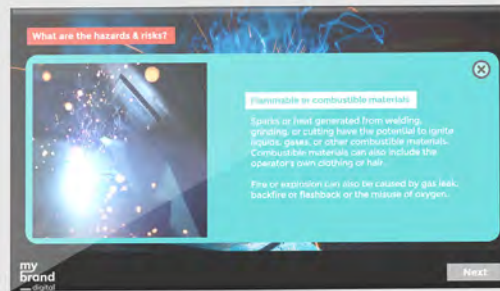 What are the hazards & risks?
Flammable or combustible materials
Sparks or heat generated from welding,
grinding, or cutting have the potential to ignite
liquids, gases, or other combustible materials.
Combustible materials can also include the
operator's own clothing or hair.
Fire or explosion can also be caused by gas leak,
backfire or flashback or the misuse of oxygen.
my
brand
digital
Next